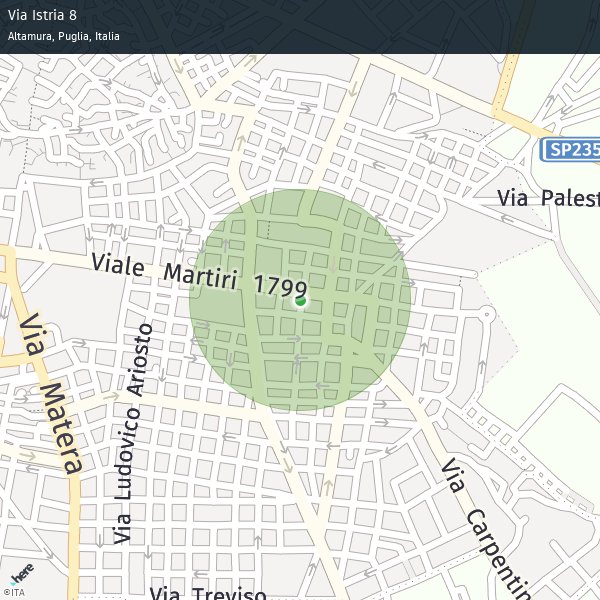 Via Istria 8
Altamura, Puglia, Italia
SP235
Via Palest
Viale Martiri 1799
Via Matera
Via Ludovico Ariosto
Via Carpentin
Via Treviso
here
©ITA